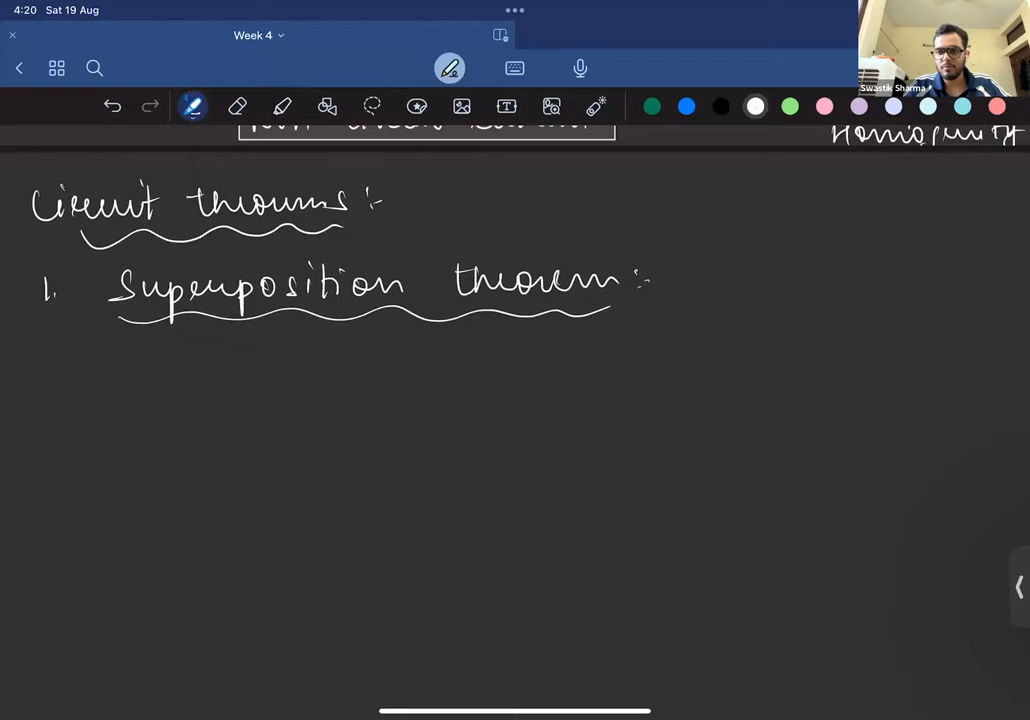 4:20 Sat 19 Aug
Week 4
Swastik Sharma
Circuit theorems :-
1. Superposition theorem :-